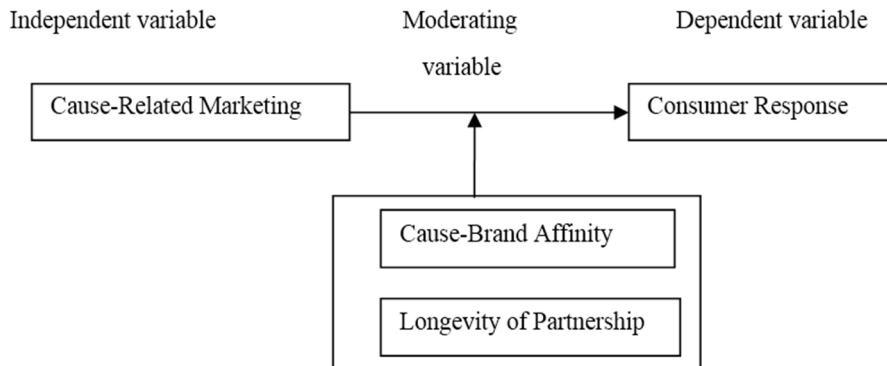 Independent variable
Moderating
variable
Dependent variable
Cause-Related Marketing
Consumer Response
Cause-Brand Affinity
Longevity of Partnership